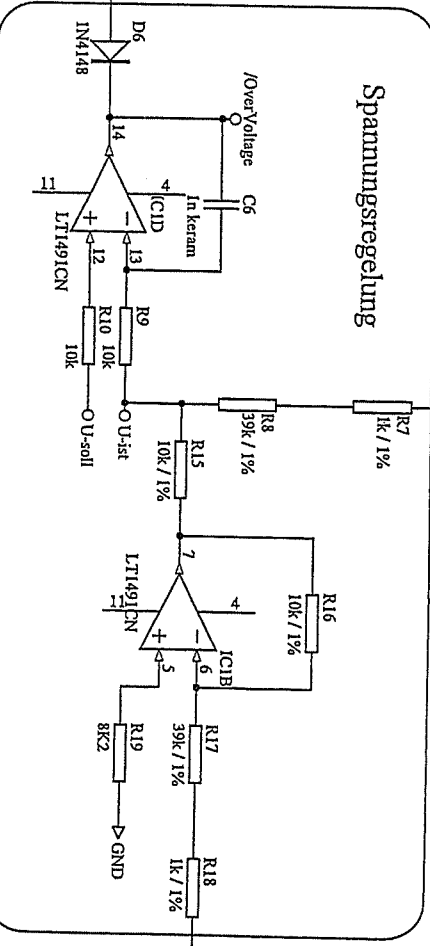 Spannungsregelung
D6
1N4148
/OverVoltage
C6
1n keram
14
11
4
IC1D
13
12
LT1491CN
R9
10k
R10
10k
U-ist
U-soll
R7
1k / 1%
R8
39k / 1%
R15
10k / 1%
R16
10k / 1%
7
11
4
IC1B
6
5
LT1491CN
R17
39k / 1%
R18
1k / 1%
R19
8K2
GND